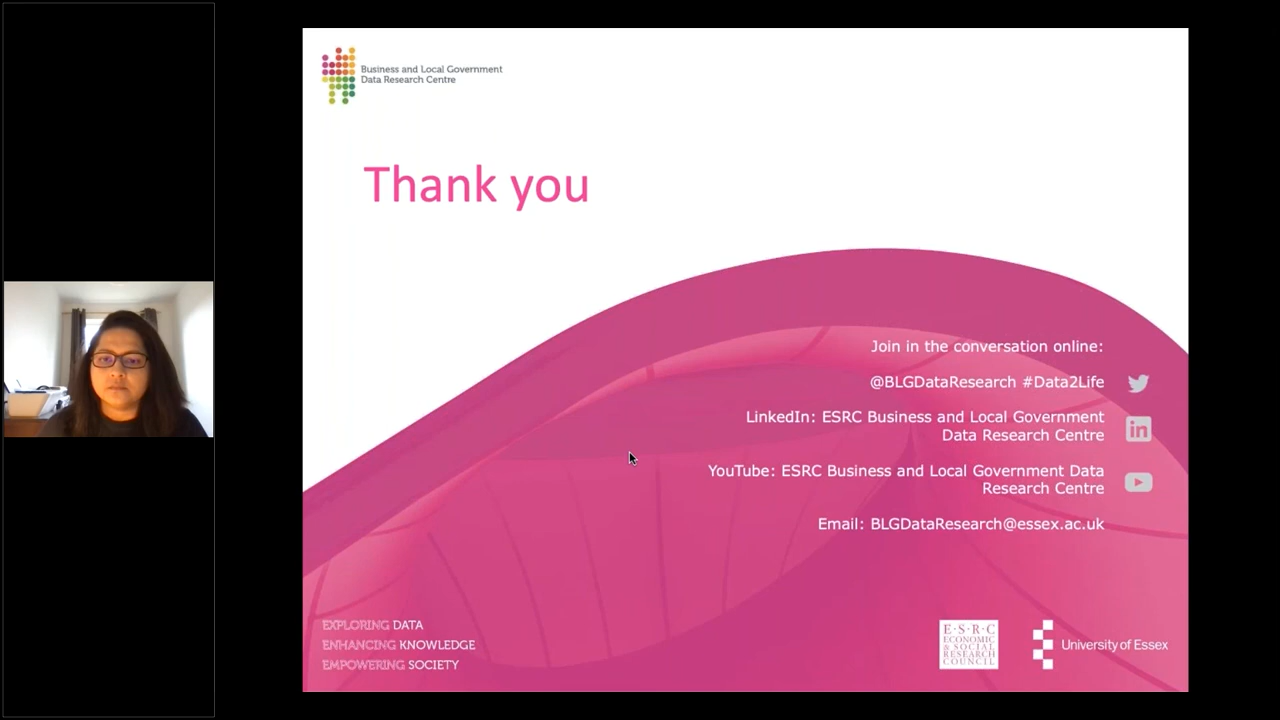 Business and Local Government
Data Research Centre
Thank you
Join in the conversation online:
@BLGDataResearch #Data2Life
LinkedIn: ESRC Business and Local Government
Data Research Centre
YouTube: ESRC Business and Local Government Data
Research Centre
Email: BLGDataResearch@essex.ac.uk
EXPLORING DATA
ENHANCING KNOWLEDGE
EMPOWERING SOCIETY
E·S·R·C
ECONOMIC
& SOCIAL
RESEARCH
COUNCIL
University of Essex